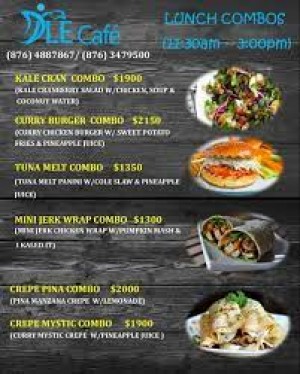 DLE Café
LUNCH COMBOS
(11:30am - 3:00pm)
(876) 4887867/ (876) 3479500
KALE CRAN COMBO $1900
(KALE CRANBERRY SALAD W/CHICKEN, SOUP &
COCONUT WATER)
CURRY BURGER COMBO $2150
(CURRY CHICKEN BURGER W/ SWEET POTATO
FRIES & PINEAPPLE JUICE)
TUNA MELT COMBO $1350
(TUNA MELT PANINI W/COLE SLAW & PINEAPPLE
JUICE)
MINI JERK WRAP COMBO $1300
(MINI JERK CHICKEN WRAP W/PUMPKIN MASH &
1 KALED IT)
CREPE PINA COMBO $2000
(PINA MANZANA CREPE W/LEMONADE)
CREPE MYSTIC COMBO $1900
(CURRY MYSTIC CREPE W/PINEAPPLE JUICE )